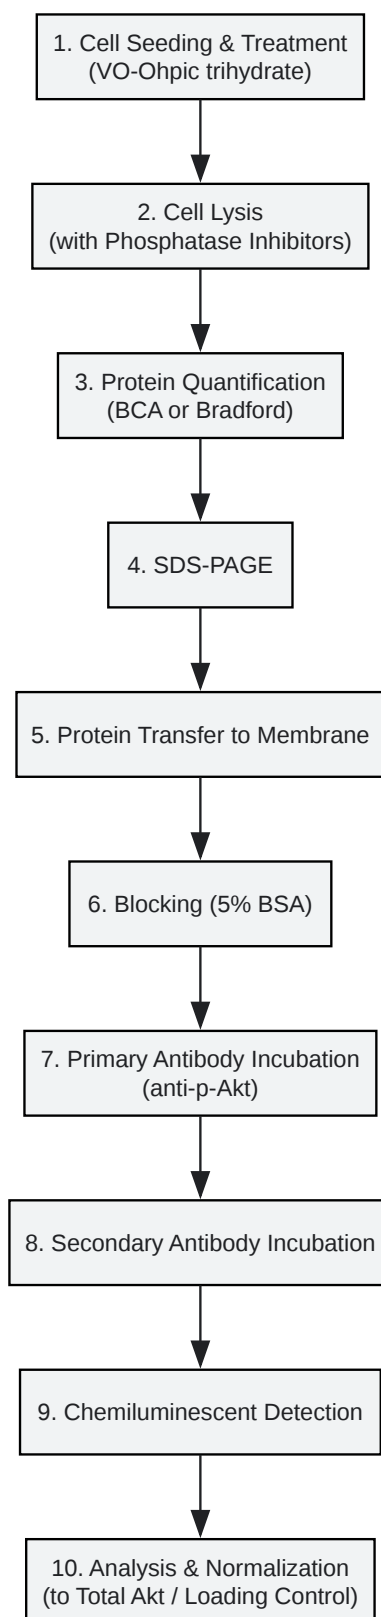 1. Cell Seeding & Treatment
(VO-Ohpic trihydrate)
2. Cell Lysis
(with Phosphatase Inhibitors)
3. Protein Quantification
(BCA or Bradford)
4. SDS-PAGE
5. Protein Transfer to Membrane
6. Blocking (5% BSA)
7. Primary Antibody Incubation
(anti-p-Akt)
8. Secondary Antibody Incubation
9. Chemiluminescent Detection
10. Analysis & Normalization
(to Total Akt / Loading Control)